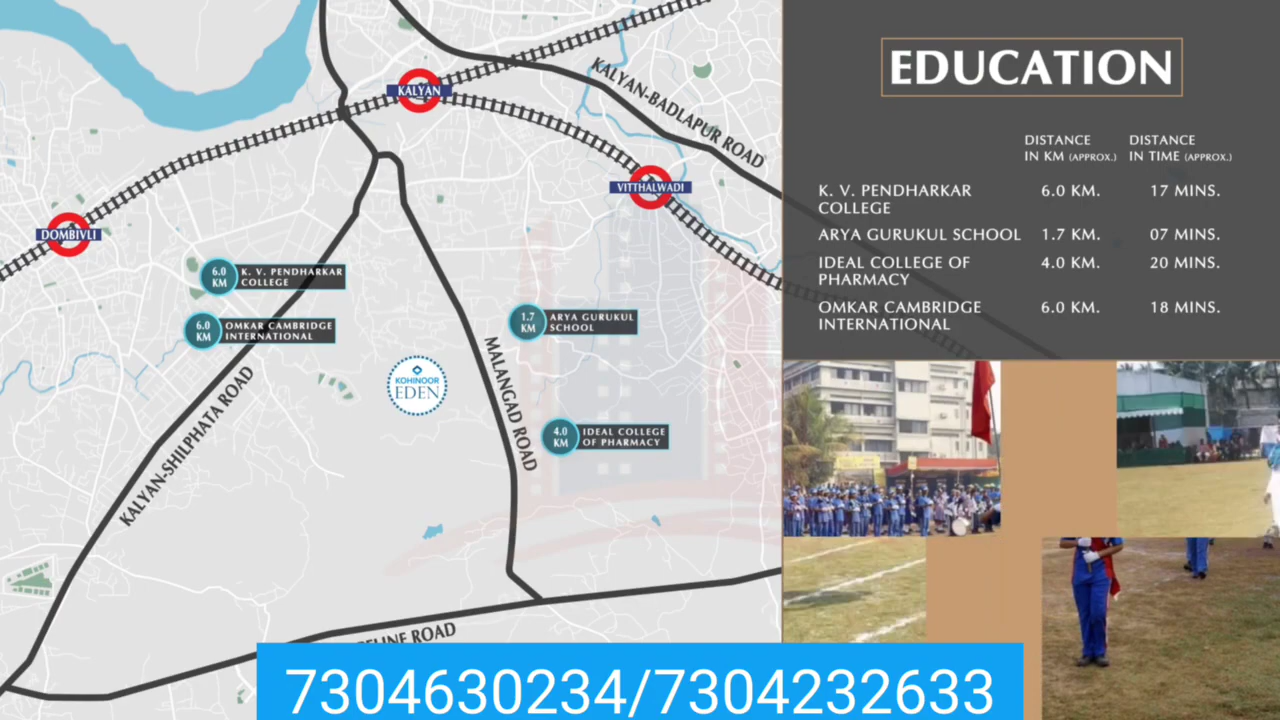 KALYAN
KALYAN-BADLAPUR ROAD
VITTHALWADI
DOMBIVLI
6.0 KM
K. V. PENDHARKAR
COLLEGE
6.0 KM
OMKAR CAMBRIDGE
INTERNATIONAL
1.7 KM
ARYA GURUKUL
SCHOOL
KOHINOOR
EDEN
MALANGAD ROAD
KALYAN-SHILPHATA ROAD
4.0 KM
IDEAL COLLEGE
OF PHARMACY
ROAD
EDUCATION
DISTANCE
IN KM (APPROX.)
DISTANCE
IN TIME (APPROX.)
K. V. PENDHARKAR
COLLEGE 6.0 KM. 17 MINS.
ARYA GURUKUL SCHOOL 1.7 KM. 07 MINS.
IDEAL COLLEGE OF
PHARMACY 4.0 KM. 20 MINS.
OMKAR CAMBRIDGE
INTERNATIONAL 6.0 KM. 18 MINS.
7304630234/7304232633